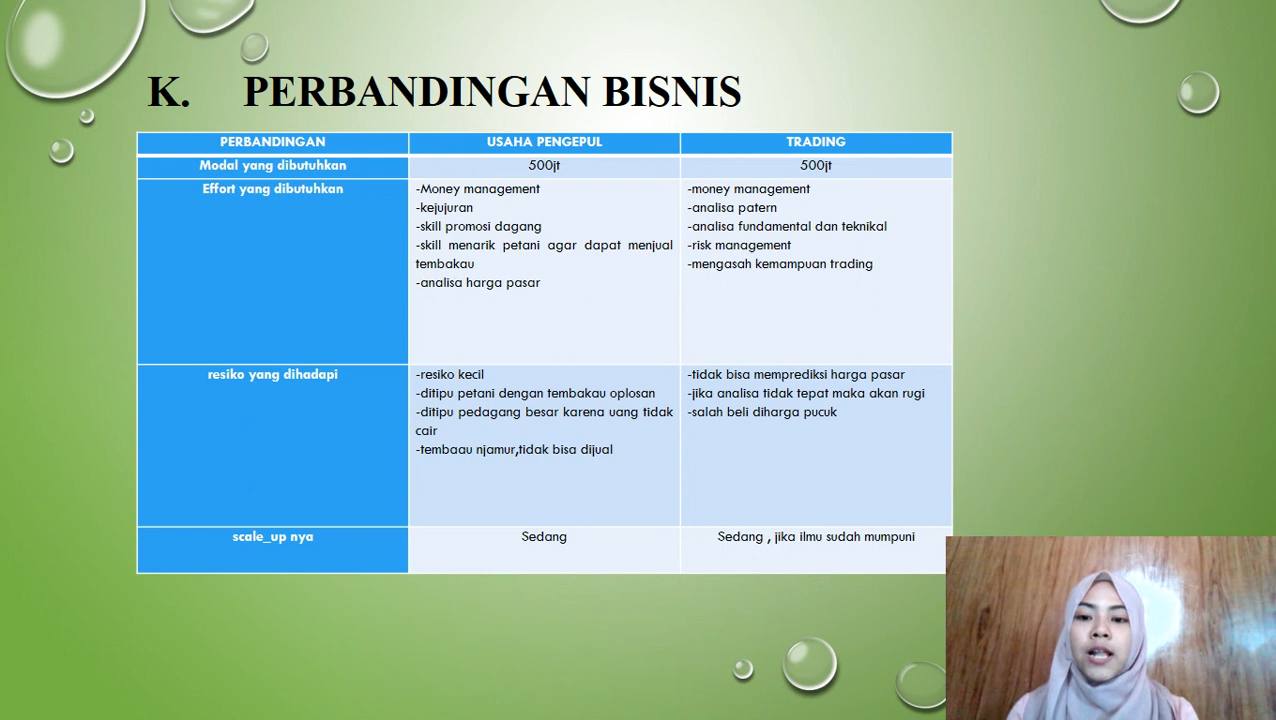 K. PERBANDINGAN BISNIS
PERBANDINGAN USAHA PENGEPUL TRADING
Modal yang dibutuhkan 500jt 500jt
Effort yang dibutuhkan
-Money management
-kejujuran
-skill promosi dagang
-skill menarik petani agar dapat menjual
tembakau
-analisa harga pasar
-money management
-analisa patern
-analisa fundamental dan teknikal
-risk management
-mengasah kemampuan trading
resiko yang dihadapi
-resiko kecil
-ditipu petani dengan tembakau oplosan
-ditipu pedagang besar karena uang tidak
cair
-tembaau njamur,tidak bisa dijual
-tidak bisa memprediksi harga pasar
-jika analisa tidak tepat maka akan rugi
-salah beli diharga pucuk
scale_up nya Sedang Sedang , jika ilmu sudah mumpuni